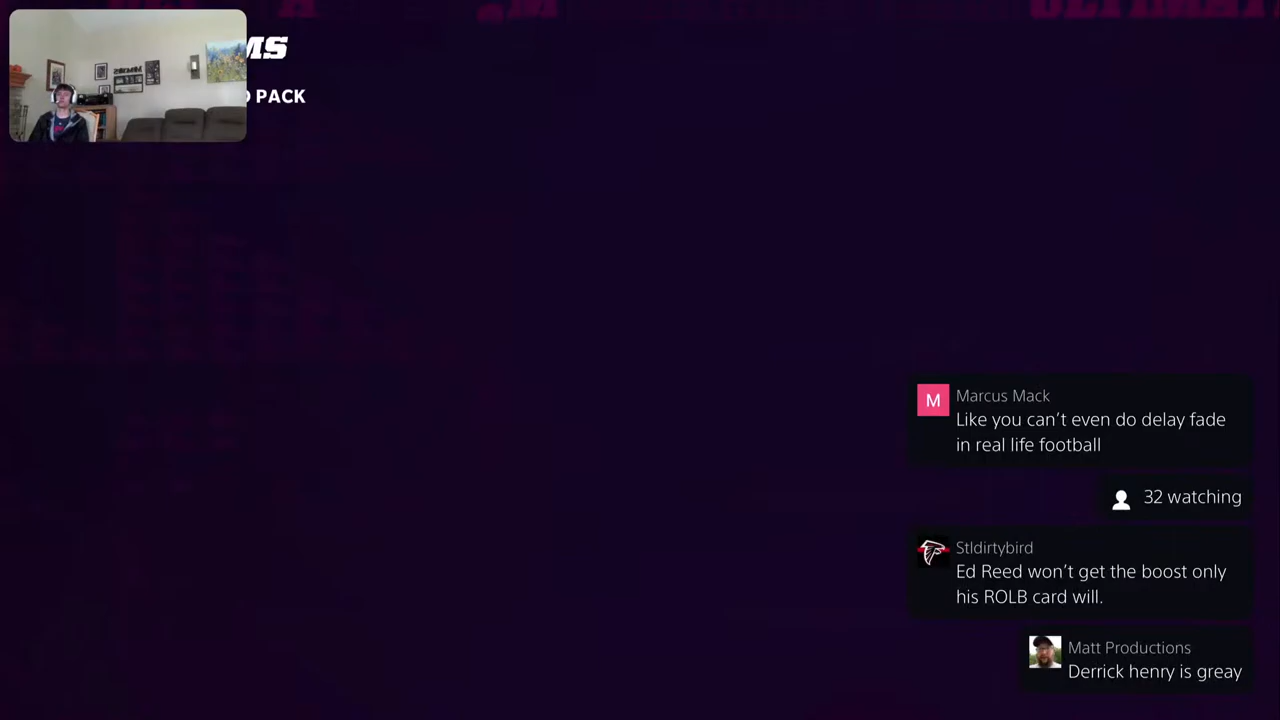 MS
PACK
Marcus Mack
Like you can't even do delay fade
in real life football
32 watching
Stldirtybird
Ed Reed won't get the boost only
his ROLB card will.
Matt Productions
Derrick henry is greay